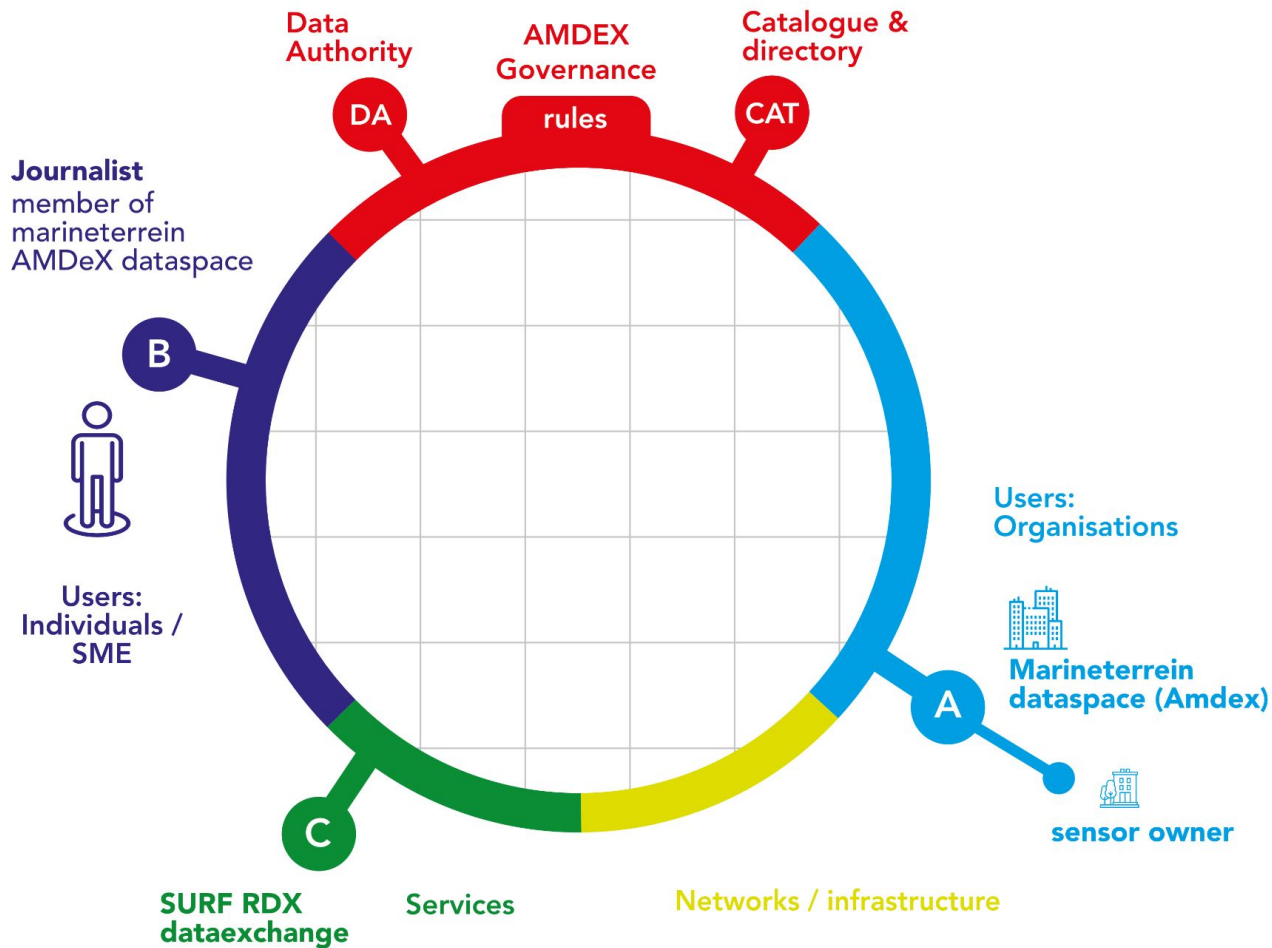 Data
Authority
AMDEX
Governance
Catalogue &
directory
DA
rules
CAT
Journalist
member of
marineterrein
AMDeX dataspace
B
Users:
Individuals /
SME
Users:
Organisations
Marineterrein
dataspace (Amdex)
A
sensor owner
C
SURF RDX
dataexchange
Services
Networks / infrastructure